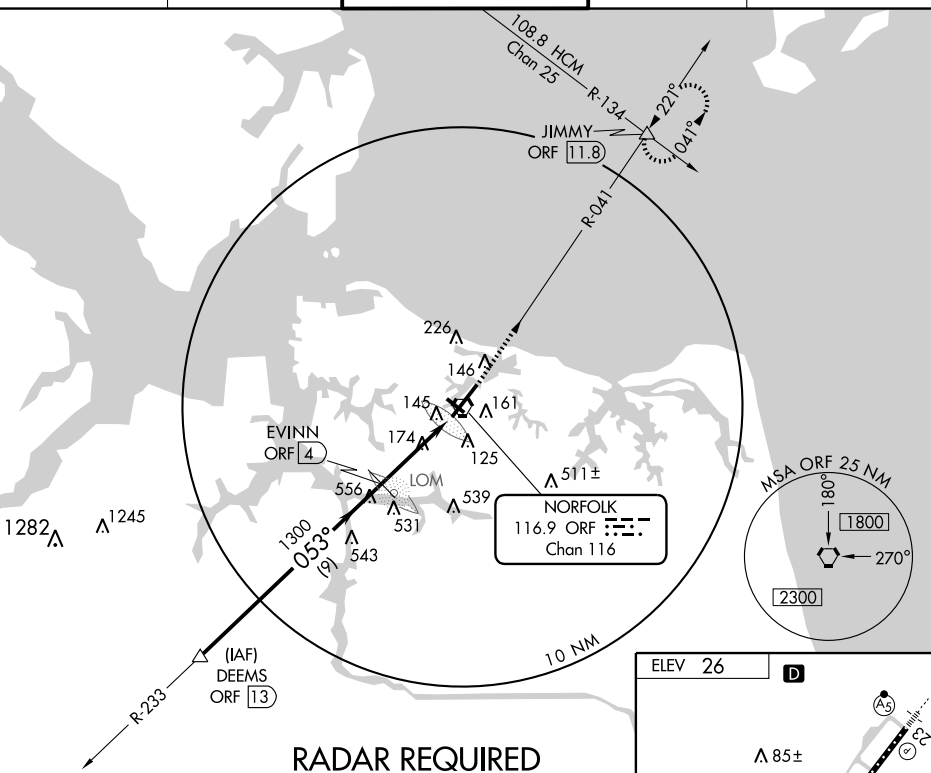 108.8 HCM
Chan 25
R-134
221°
041°
JIMMY
ORF 11.8
R-041
226
146
145
161
174
125
EVINN
ORF 4
LOM
556
531
539
511±
543
1282
1245
1300
053°
(9)
NORFOLK
116.9 ORF
Chan 116
MSA ORF 25 NM
180°
1800
270°
2300
10 NM
(IAF)
DEEMS
ORF 13
R-233
RADAR REQUIRED
ELEV 26
D
A5
23
P
85±